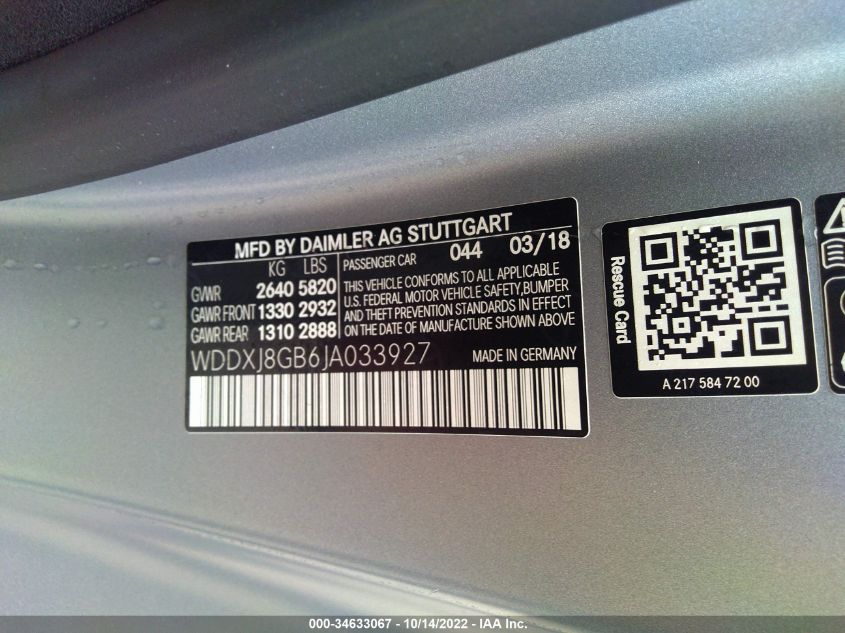 MFD BY DAIMLER AG STUTTGART
KG LBS
GVWR 2640 5820
GAWR FRONT 1330 2932
GAWR REAR 1310 2888
PASSENGER CAR 044 03/18
THIS VEHICLE CONFORMS TO ALL APPLICABLE
U.S. FEDERAL MOTOR VEHICLE SAFETY,BUMPER
AND THEFT PREVENTION STANDARDS IN EFFECT
ON THE DATE OF MANUFACTURE SHOWN ABOVE
WDDXJ8GB6JA033927 MADE IN GERMANY
Rescue Card
A 217 584 72 00
000-34633067 - 10/14/2022 - IAA Inc.